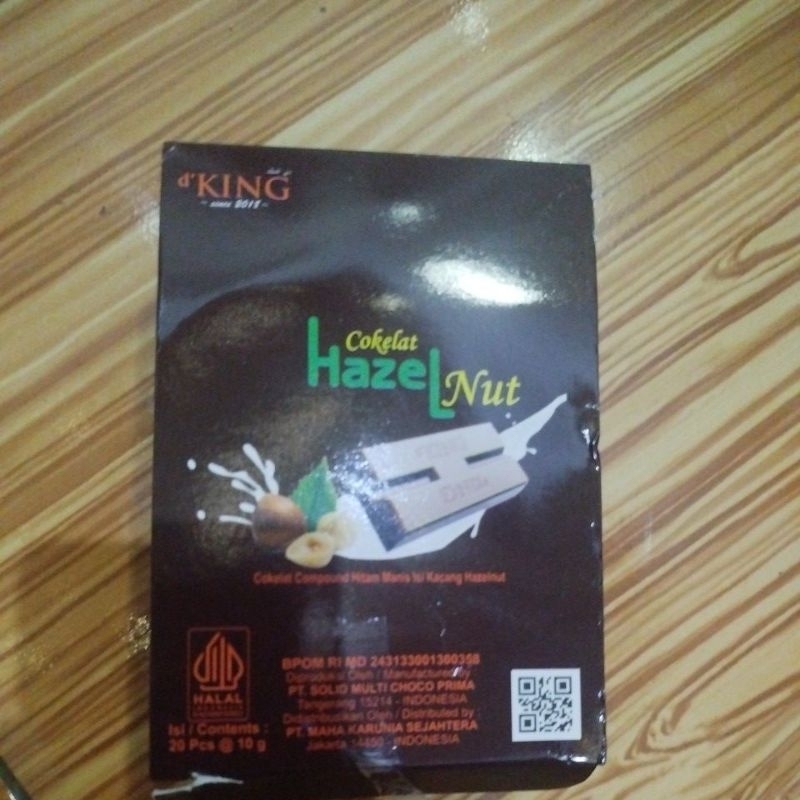 d'KING
SINCE 2015
Cokelat
HazeL Nut
Cokelat Compound Hitam Manis Isi Kacang Hazelnut
HALAL
INDONESIA
BPOM RI MD 243133001300358
Diproduksi Oleh / Manufactured By
PT. SOLID MULTI CHOCO PRIMA
Tangerang 15214 - INDONESIA
Didistribusikan Oleh / Distributed by
PT. MAHA KARUNIA SEJAHTERA
Jakarta 14450 - INDONESIA
Isi / Contents :
20 Pcs @ 10 g